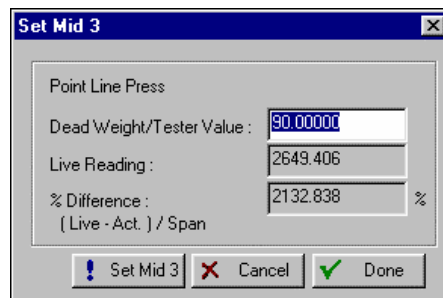 Set Mid 3
Point Line Press
Dead Weight/Tester Value : 90.00000
Live Reading : 2649.406
% Difference : 2132.838 %
( Live - Act. ) / Span
! Set Mid 3 Cancel Done